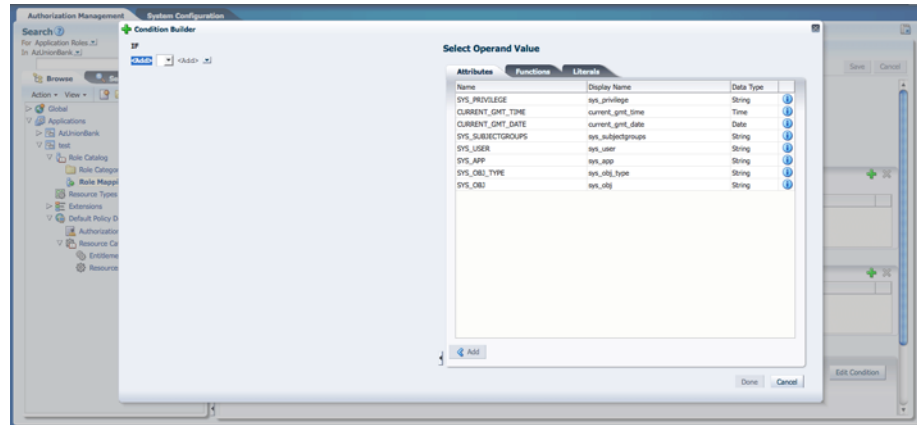 Authorization Management
System Configuration
Search
For Application Roles
In AzUnionBank
Browse
Action View
Global
Applications
AzUnionBank
test
Role Catalog
Role Categor
Role Mappi
Resource Types
Extensions
Default Policy D
Authorization
Resource Ca
Entitleme
Resource
Condition Builder
IF
<Add> <Add>
Select Operand Value
Attributes Functions Literals
Name Display Name Data Type
SYS_PRIVILEGE sys_privilege String
CURRENT_GMT_TIME current_gmt_time Time
CURRENT_GMT_DATE current_gmt_date Date
SYS_SUBJECTGROUPS sys_subjectgroups String
SYS_USER sys_user String
SYS_APP sys_app String
SYS_OBJ_TYPE sys_obj_type String
SYS_OBJ sys_obj String
Add
Done Cancel
Save Cancel
Edit Condition